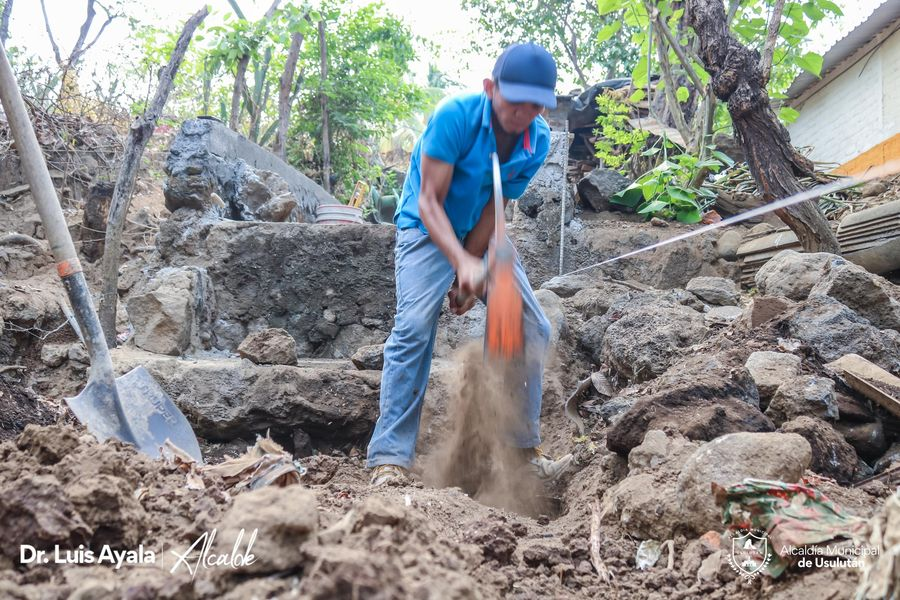 Dr. Luis Ayala | Alcalde
Alcaldía Municipal
de Usulután